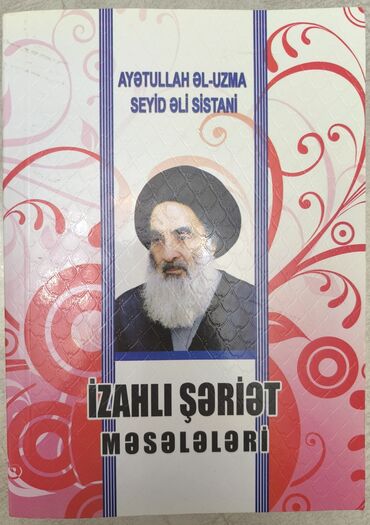 AYƏTULLAH ƏL-UZMA
SEYİD ƏLİ SİSTANİ
İZAHLI ŞƏRİƏT
MƏSƏLƏLƏRİ